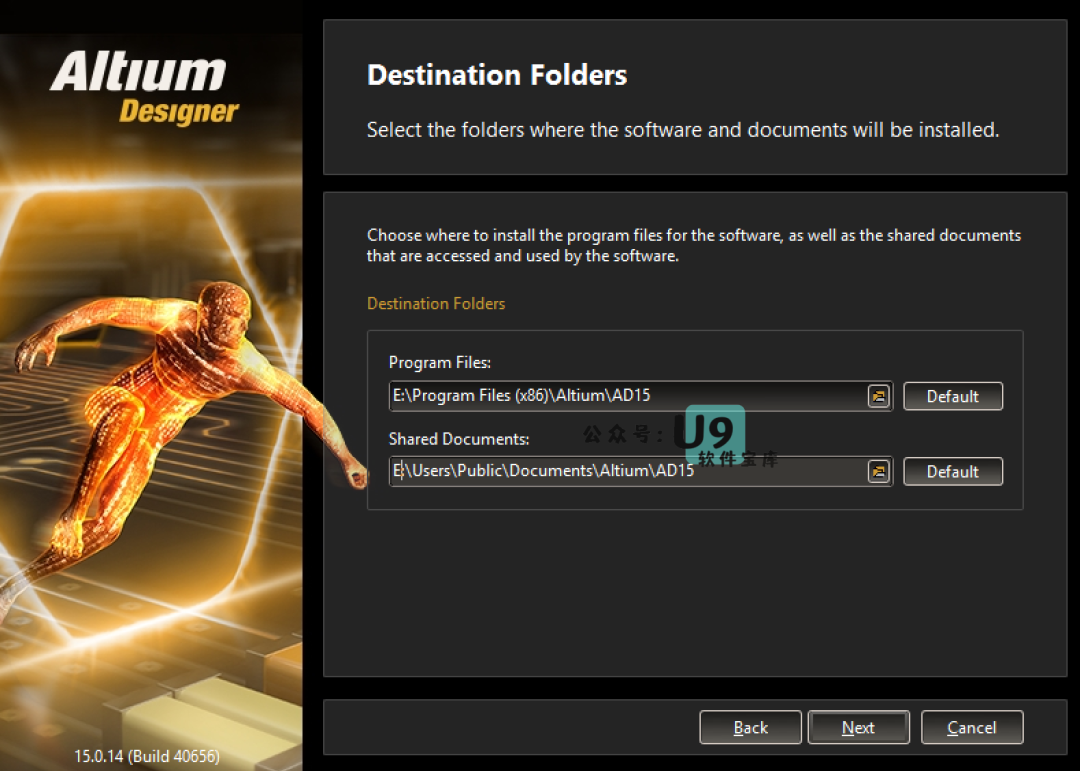 Altium
Designer
Destination Folders
Select the folders where the software and documents will be installed.
Choose where to install the program files for the software, as well as the shared documents
that are accessed and used by the software.
Destination Folders
Program Files:
E:\Program Files (x86)\Altium\AD15
Default
公众号:
U9
软件宝库
Shared Documents:
E:\Users\Public\Documents\Altium\AD15
Default
15.0.14 (Build 40656)
Back
Next
Cancel